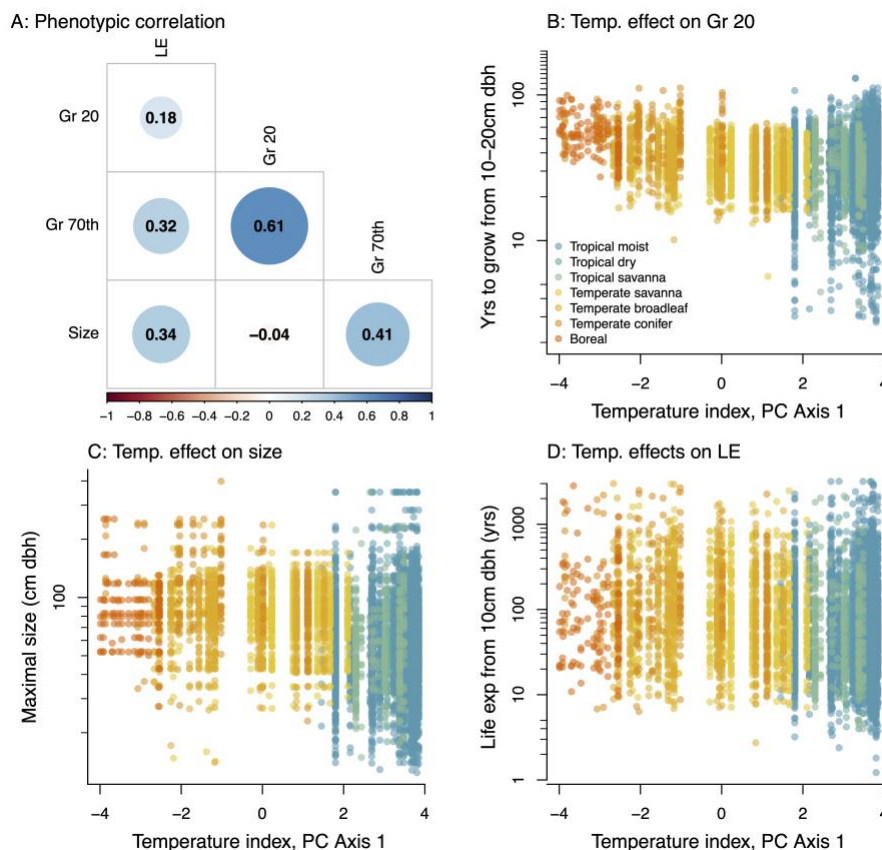 A: Phenotypic correlation
LE
Gr 20
0.18
Gr 20
Gr 70th
0.32
0.61
Gr 70th
Size
0.34
−0.04
0.41
−1 −0.8 −0.6 −0.4 −0.2 0 0.2 0.4 0.6 0.8 1
B: Temp. effect on Gr 20
Yrs to grow from 10−20cm dbh
100
10
Tropical moist
Tropical dry
Tropical savanna
Temperate savanna
Temperate broadleaf
Temperate conifer
Boreal
−4 −2 0 2 4
Temperature index, PC Axis 1
C: Temp. effect on size
Maximal size (cm dbh)
100
−4 −2 0 2 4
Temperature index, PC Axis 1
D: Temp. effects on LE
Life exp from 10cm dbh (yrs)
1000
100
10
1
−4 −2 0 2 4
Temperature index, PC Axis 1